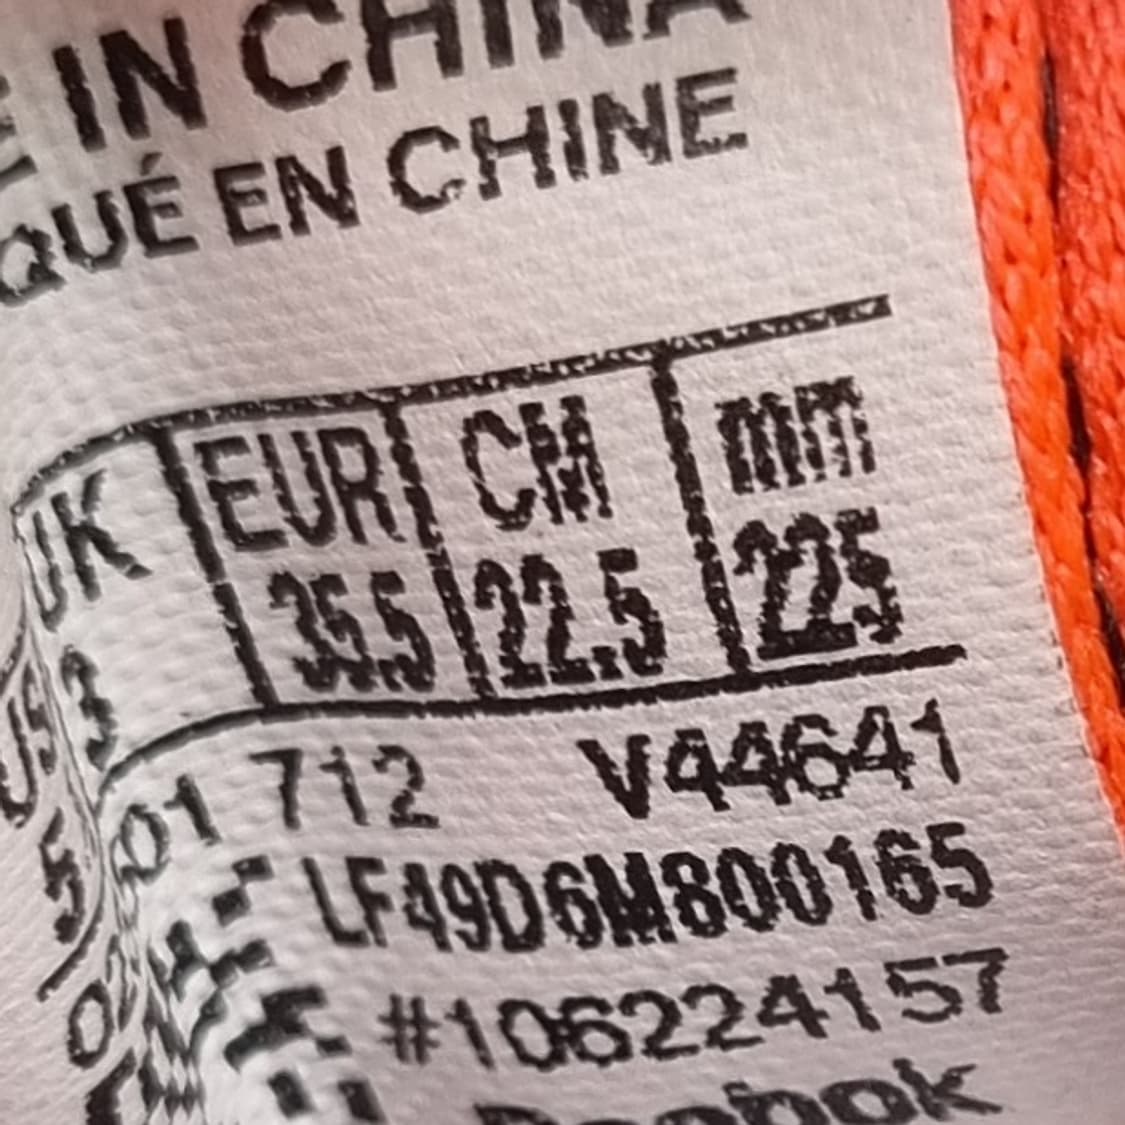 IN CHINA
QUÉ EN CHINE
US UK EUR CM mm
5 3 35.5 22.5 225
01 712 V44641
LF49D6M800165
#106224157
Reebok